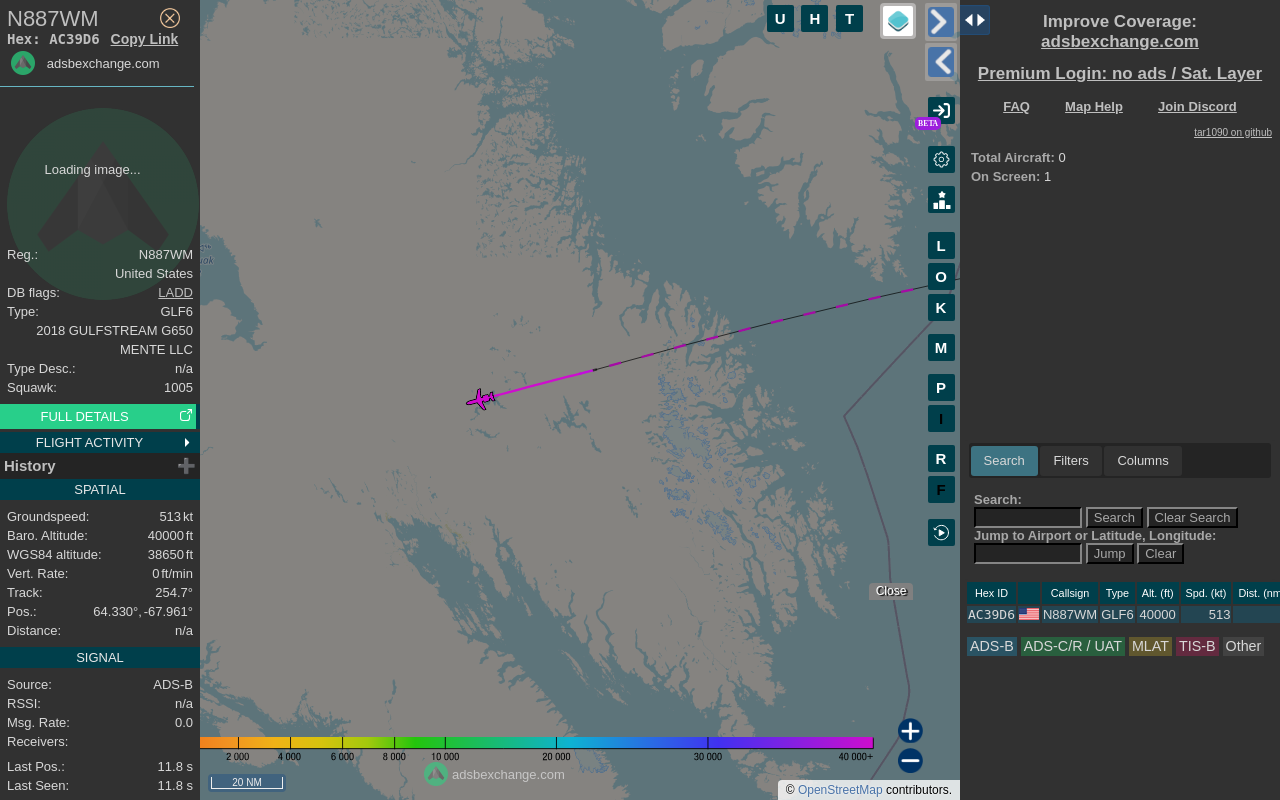 N887WM
Hex: AC39D6 Copy Link
adsbexchange.com
Loading image...
Reg.: N887WM
United States
DB flags: LADD
Type: GLF6
2018 GULFSTREAM G650
MENTE LLC
Type Desc.: n/a
Squawk: 1005
FULL DETAILS
FLIGHT ACTIVITY
History
SPATIAL
Groundspeed: 513 kt
Baro. Altitude: 40000 ft
WGS84 altitude: 38650 ft
Vert. Rate: 0 ft/min
Track: 254.7°
Pos.: 64.330°, -67.961°
Distance: n/a
SIGNAL
Source: ADS-B
RSSI: n/a
Msg. Rate: 0.0
Receivers:
Last Pos.: 11.8 s
Last Seen: 11.8 s
U H T
BETA
L
O
K
M
P
I
R
F
Close
2 000 4 000 6 000 8 000 10 000 20 000 30 000 40 000+
adsbexchange.com
20 NM
© OpenStreetMap contributors.
Improve Coverage:
adsbexchange.com
Premium Login: no ads / Sat. Layer
FAQ Map Help Join Discord
tar1090 on github
Total Aircraft: 0
On Screen: 1
Search Filters Columns
Search:
Search Clear Search
Jump to Airport or Latitude, Longitude:
Jump Clear
Hex ID Callsign Type Alt. (ft) Spd. (kt) Dist. (nm
AC39D6 N887WM GLF6 40000 513
ADS-B ADS-C/R / UAT MLAT TIS-B Other